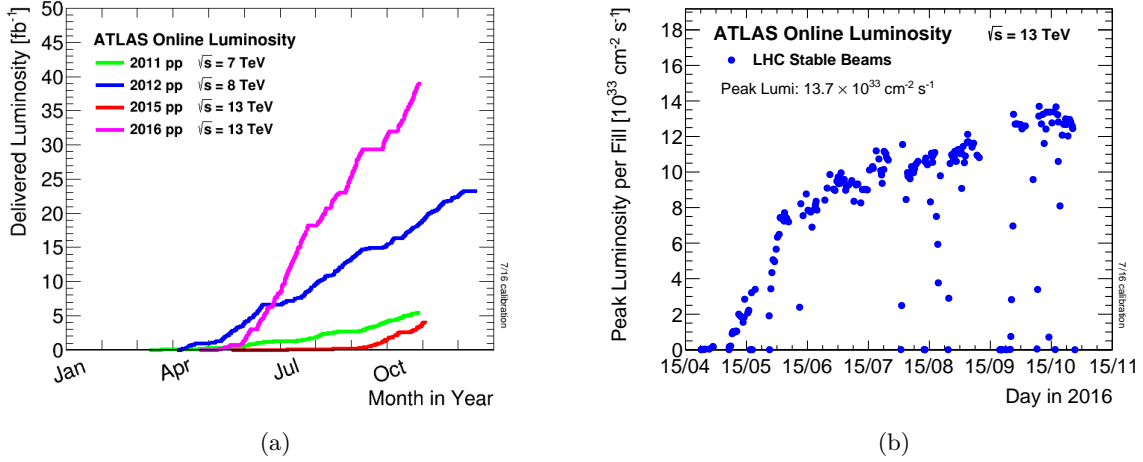 Delivered Luminosity [fb⁻¹]
50
45
40
35
30
25
20
15
10
5
0
ATLAS Online Luminosity
2011 pp √s = 7 TeV
2012 pp √s = 8 TeV
2015 pp √s = 13 TeV
2016 pp √s = 13 TeV
7/16 calibration
Jan
Apr
Jul
Oct
Month in Year
(a)
Peak Luminosity per Fill [10³³ cm⁻² s⁻¹]
18
16
14
12
10
8
6
4
2
0
ATLAS Online Luminosity √s = 13 TeV
LHC Stable Beams
Peak Lumi: 13.7 × 10³³ cm⁻² s⁻¹
7/16 calibration
15/04 15/05 15/06 15/07 15/08 15/09 15/10 15/11
Day in 2016
(b)